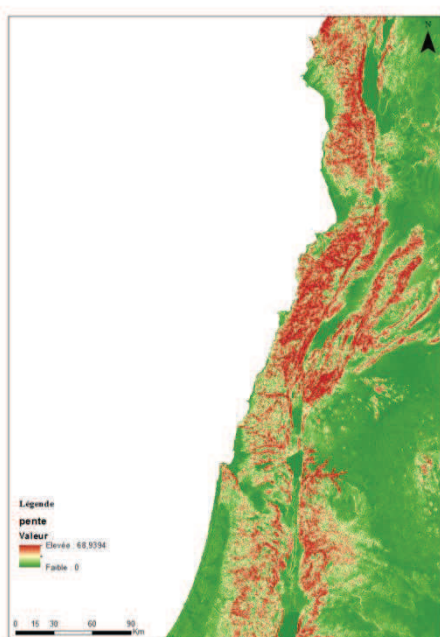 N
Légende
pente
Valeur
Elevée : 68,9394
Faible : 0
0 15 30 60 90
Km